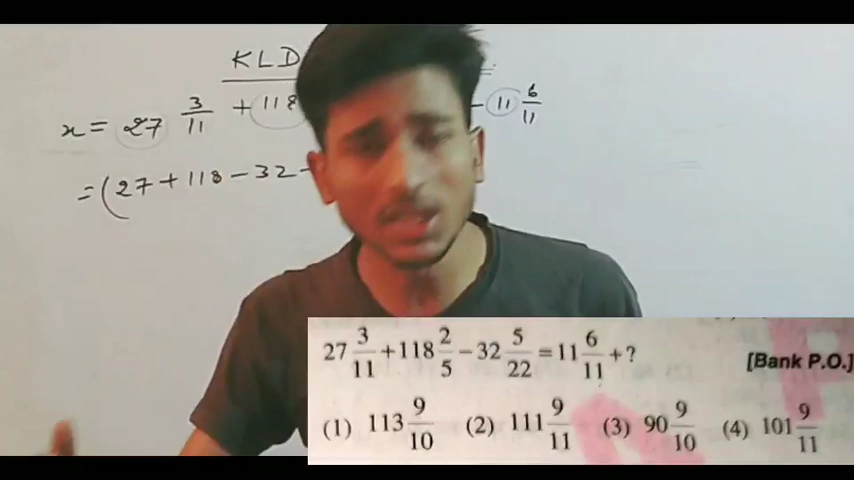 KLD
x = 27 3/11 + 118 - 11 6/11
= (27 + 118 - 32 -
27 3/11 + 118 2/5 - 32 5/22 = 11 6/11 + ? [Bank P.O.]
(1) 113 9/10 (2) 111 9/11 (3) 90 9/10 (4) 101 9/11